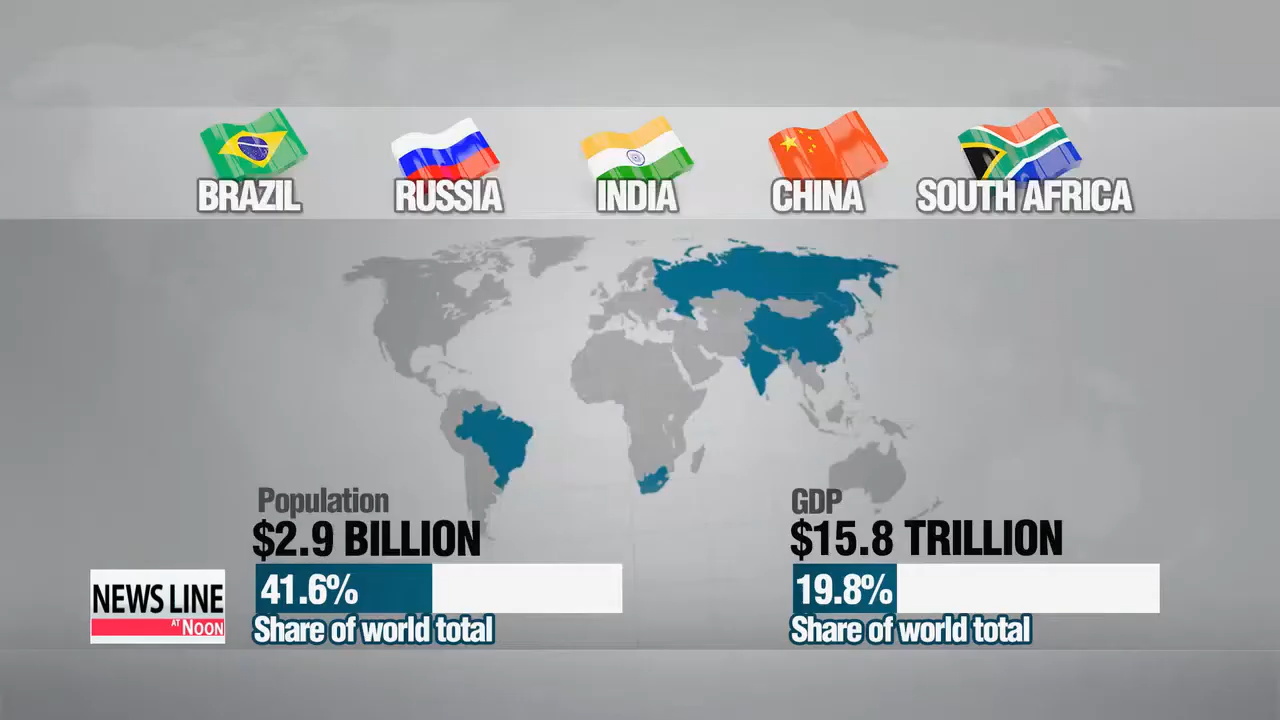 BRAZIL
RUSSIA
INDIA
CHINA
SOUTH AFRICA
Population
$2.9 BILLION
41.6%
Share of world total
GDP
$15.8 TRILLION
19.8%
Share of world total
NEWS LINE
AT NOON